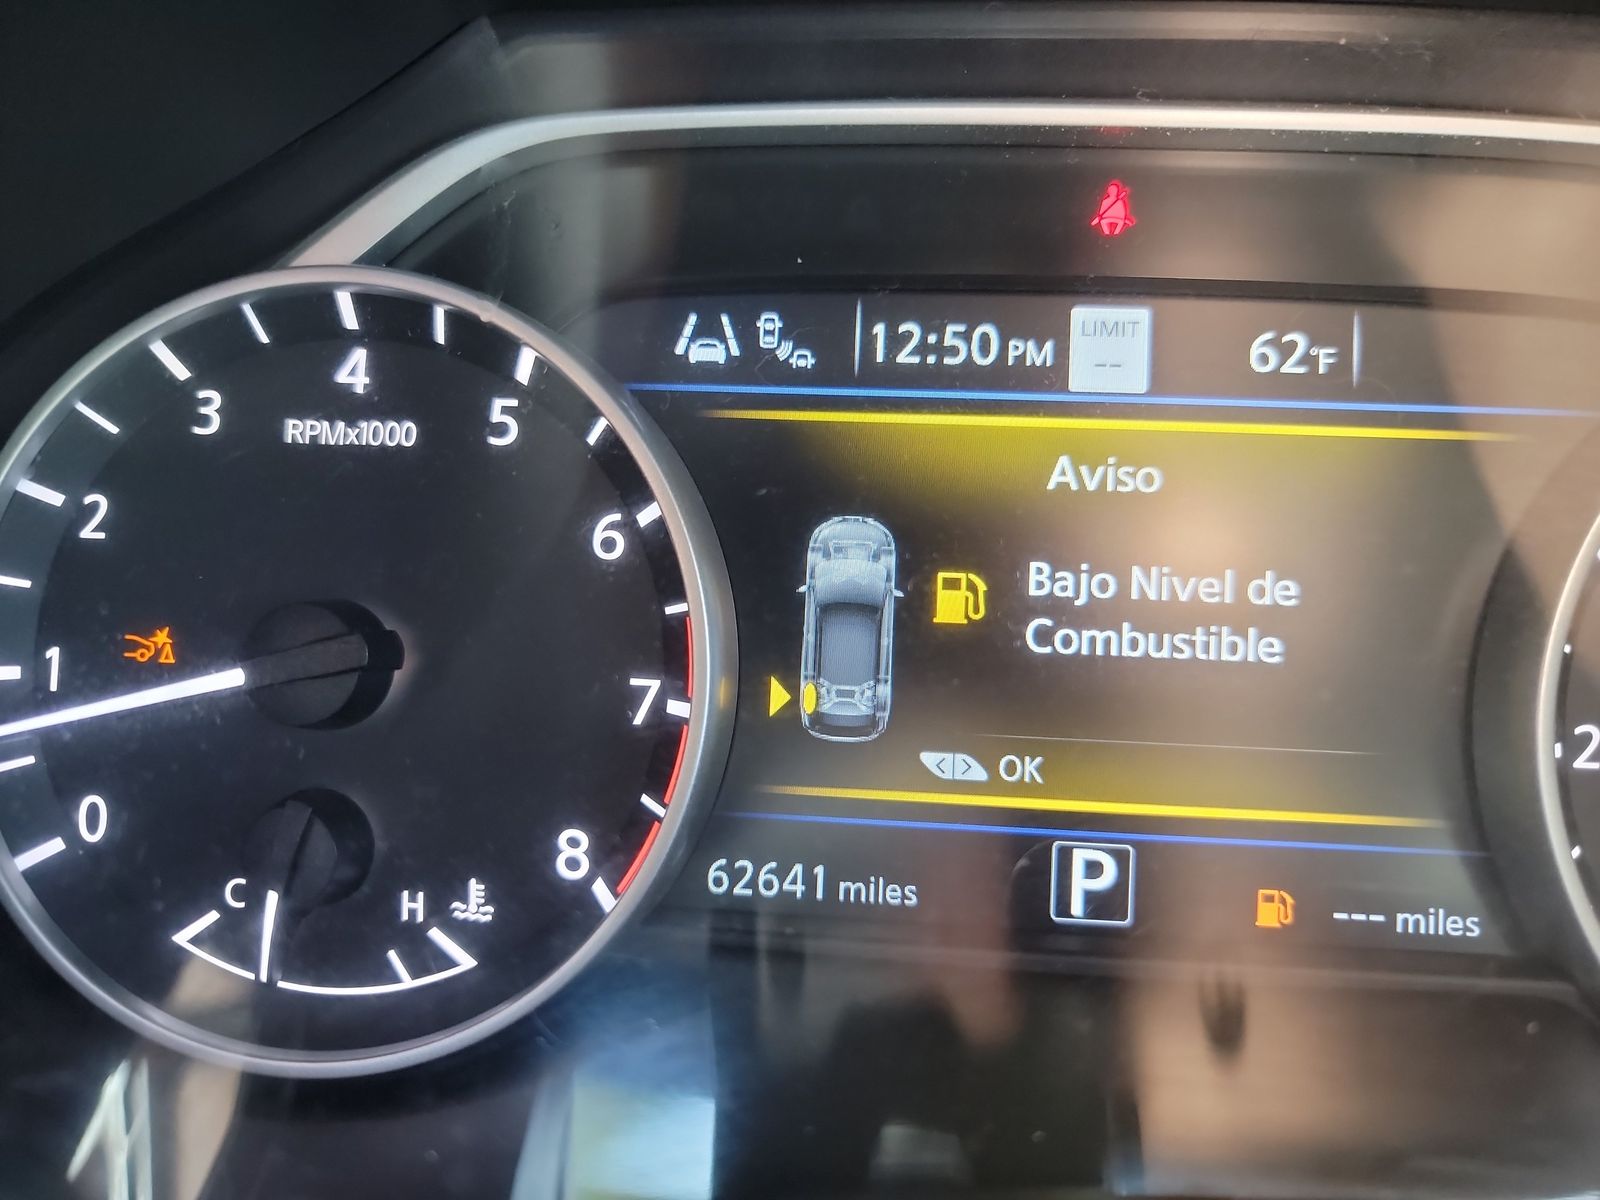 4
3
5
RPMx1000
2
6
1
7
0
8
C
H
12:50 PM
LIMIT
--
62°F
Aviso
Bajo Nivel de
Combustible
< > OK
62641 miles
P
--- miles
2